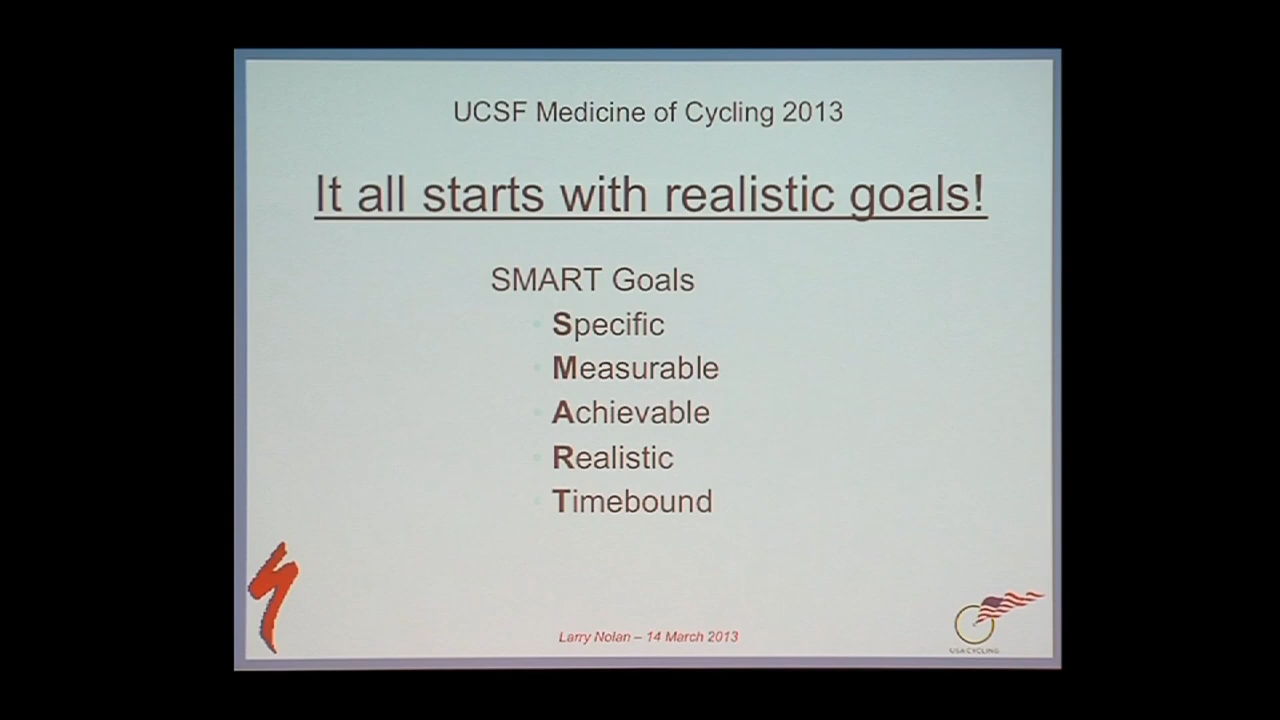 UCSF Medicine of Cycling 2013
It all starts with realistic goals!
SMART Goals
Specific
Measurable
Achievable
Realistic
Timebound
Larry Nolan – 14 March 2013
USA CYCLING